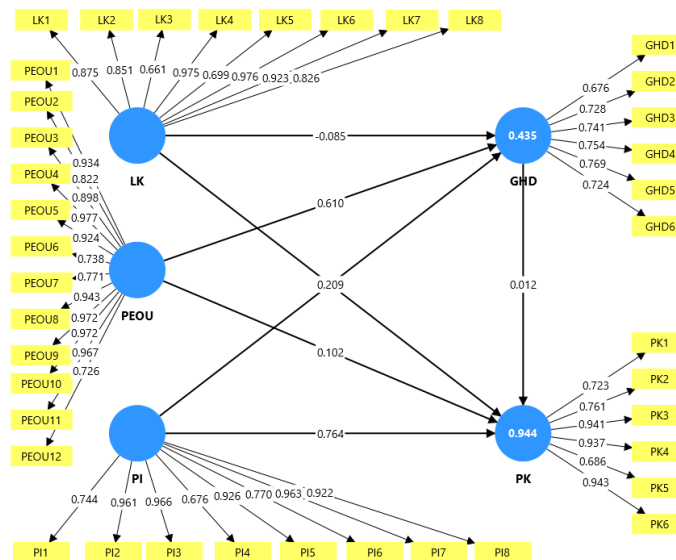 LK1 LK2 LK3 LK4 LK5 LK6 LK7 LK8
0.875 0.851 0.661 0.975 0.699 0.976 0.923 0.826
PEOU1
PEOU2
PEOU3
PEOU4
PEOU5
PEOU6
PEOU7
PEOU8
PEOU9
PEOU10
PEOU11
PEOU12
0.934
0.822
0.898
0.977
0.924
0.738
0.771
0.943
0.972
0.972
0.967
0.726
LK
PEOU
PI
-0.085
0.610
0.209
0.102
0.764
0.012
0.435
GHD
0.944
PK
GHD1
GHD2
GHD3
GHD4
GHD5
GHD6
0.676
0.728
0.741
0.754
0.769
0.724
PK1
PK2
PK3
PK4
PK5
PK6
0.723
0.761
0.941
0.937
0.686
0.943
0.744 0.961 0.966 0.676 0.926 0.770 0.963 0.922
PI1 PI2 PI3 PI4 PI5 PI6 PI7 PI8